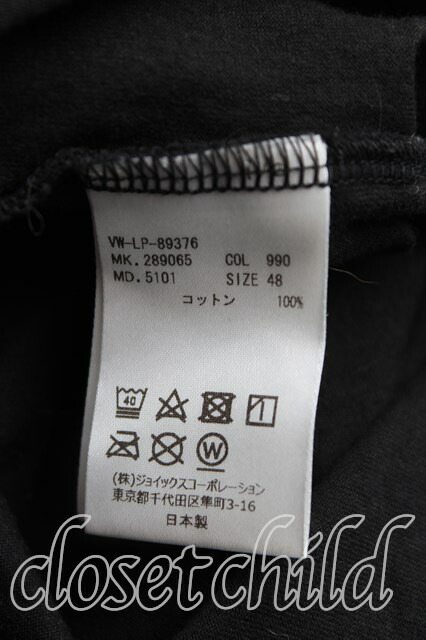 VW-LP-89376
MK. 289065 COL 990
MD. 5101 SIZE 48
コットン 100%
40
W
(株)ジョイックスコーポレーション
東京都千代田区隼町3-16
日本製
closetchild